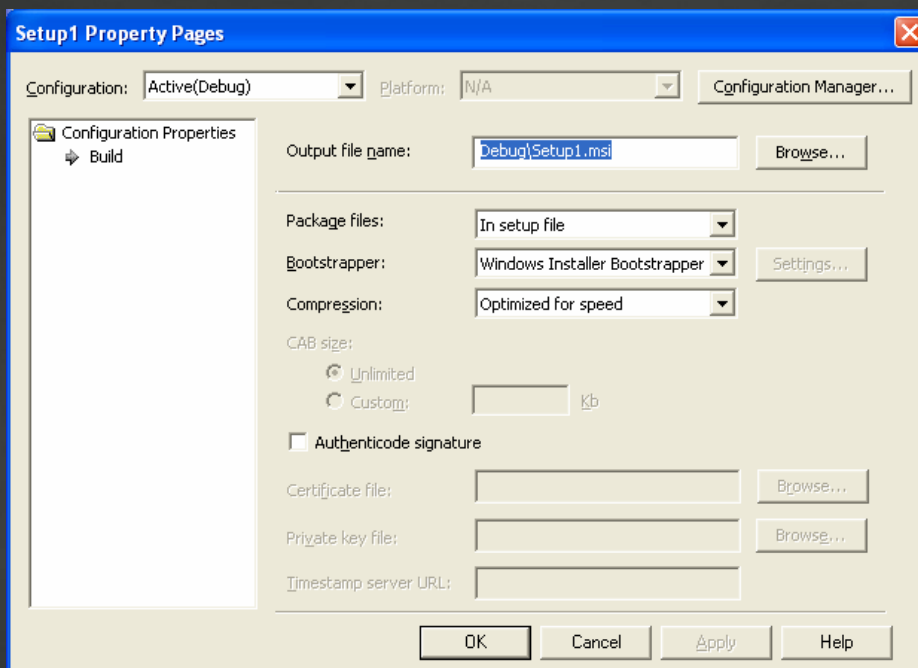 Setup1 Property Pages
Configuration: Active(Debug) Platform: N/A Configuration Manager...
Configuration Properties
Build
Output file name: Debug\Setup1.msi Browse...
Package files: In setup file
Bootstrapper: Windows Installer Bootstrapper Settings...
Compression: Optimized for speed
CAB size:
Unlimited
Custom: Kb
Authenticode signature
Certificate file: Browse...
Private key file: Browse...
Timestamp server URL:
OK Cancel Apply Help